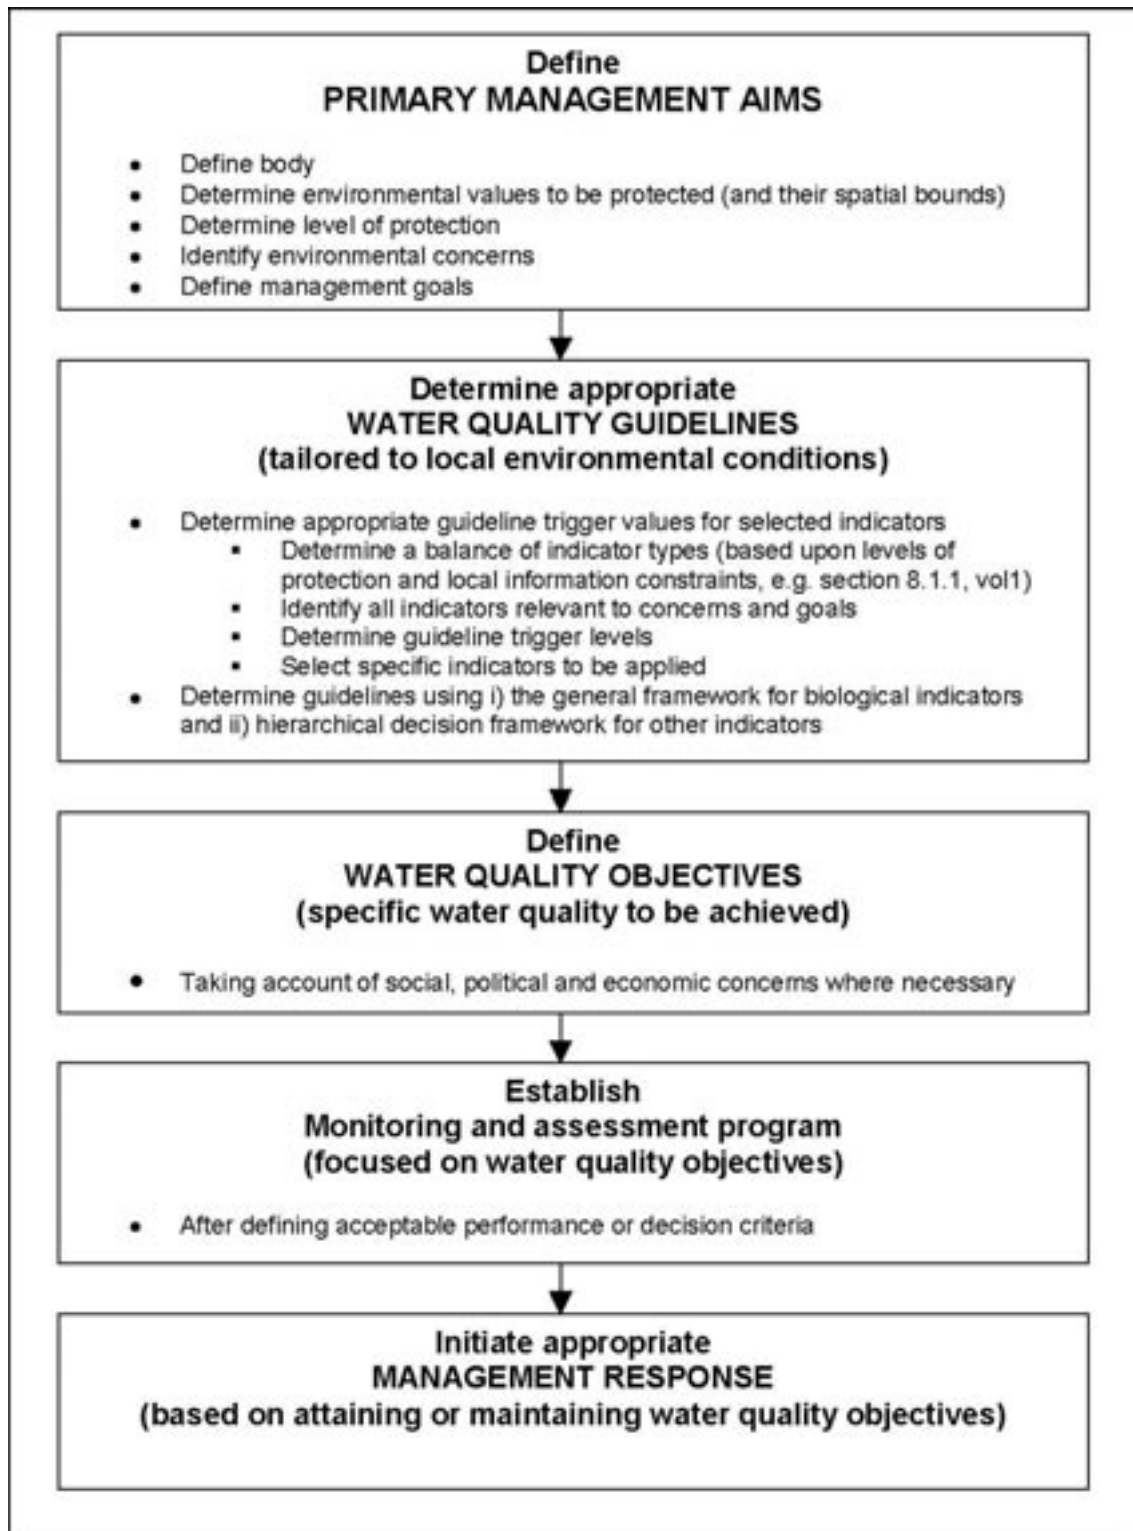 Define
PRIMARY MANAGEMENT AIMS
• Define body
• Determine environmental values to be protected (and their spatial bounds)
• Determine level of protection
• Identify environmental concerns
• Define management goals
Determine appropriate
WATER QUALITY GUIDELINES
(tailored to local environmental conditions)
• Determine appropriate guideline trigger values for selected indicators
▪ Determine a balance of indicator types (based upon levels of
protection and local information constraints, e.g. section 8.1.1, vol1)
▪ Identify all indicators relevant to concerns and goals
▪ Determine guideline trigger levels
▪ Select specific indicators to be applied
• Determine guidelines using i) the general framework for biological indicators
and ii) hierarchical decision framework for other indicators
Define
WATER QUALITY OBJECTIVES
(specific water quality to be achieved)
• Taking account of social, political and economic concerns where necessary
Establish
Monitoring and assessment program
(focused on water quality objectives)
• After defining acceptable performance or decision criteria
Initiate appropriate
MANAGEMENT RESPONSE
(based on attaining or maintaining water quality objectives)